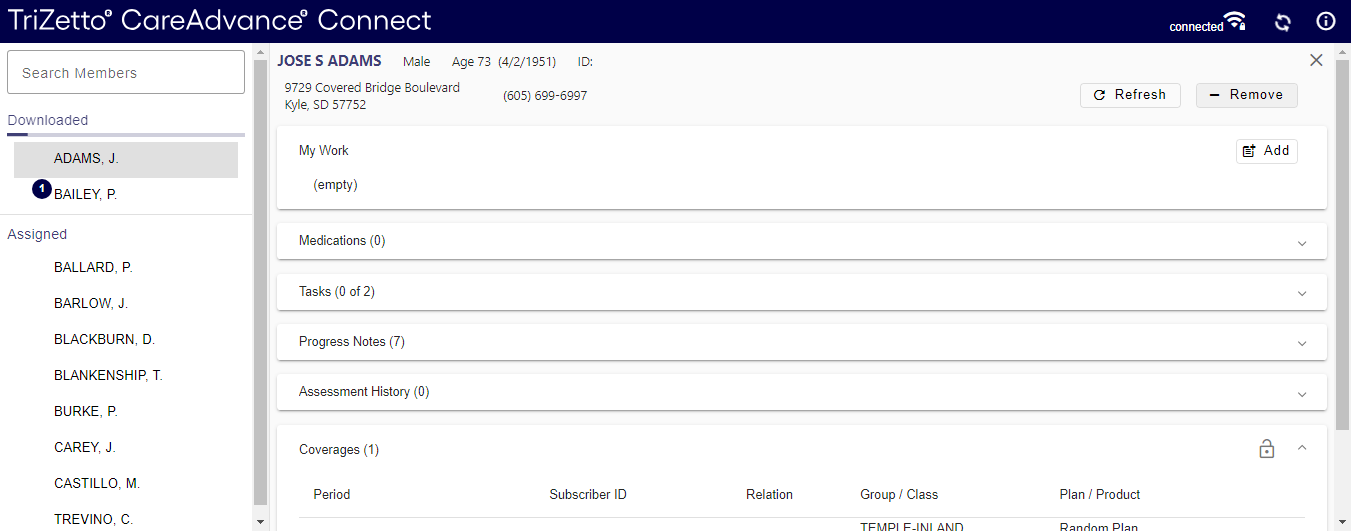 TriZetto® CareAdvance® Connect
connected
Search Members
Downloaded
ADAMS, J.
1
BAILEY, P.
Assigned
BALLARD, P.
BARLOW, J.
BLACKBURN, D.
BLANKENSHIP, T.
BURKE, P.
CAREY, J.
CASTILLO, M.
TREVINO, C.
JOSE S ADAMS Male Age 73 (4/2/1951) ID:
9729 Covered Bridge Boulevard
Kyle, SD 57752
(605) 699-6997
Refresh
Remove
My Work
Add
(empty)
Medications (0)
Tasks (0 of 2)
Progress Notes (7)
Assessment History (0)
Coverages (1)
Period Subscriber ID Relation Group / Class Plan / Product
TEMPLE-INLAND Random Plan